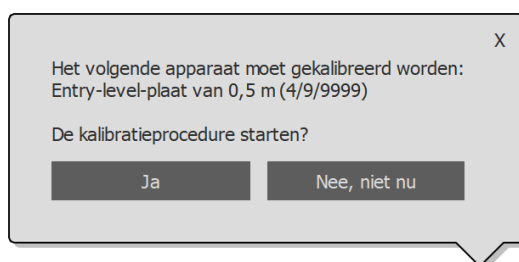 X
Het volgende apparaat moet gekalibreerd worden:
Entry-level-plaat van 0,5 m (4/9/9999)
De kalibratieprocedure starten?
Ja
Nee, niet nu